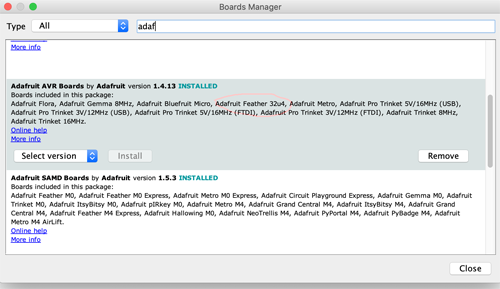 Boards Manager
Type All adaf
More info
Adafruit AVR Boards by Adafruit version 1.4.13 INSTALLED
Boards included in this package:
Adafruit Flora, Adafruit Gemma 8MHz, Adafruit Bluefruit Micro, Adafruit Feather 32u4, Adafruit Metro, Adafruit Pro Trinket 5V/16MHz (USB),
Adafruit Pro Trinket 3V/12MHz (USB), Adafruit Pro Trinket 5V/16MHz (FTDI), Adafruit Pro Trinket 3V/12MHz (FTDI), Adafruit Trinket 8MHz,
Adafruit Trinket 16MHz.
Online help
More info
Select version Install Remove
Adafruit SAMD Boards by Adafruit version 1.5.3 INSTALLED
Boards included in this package:
Adafruit Feather M0, Adafruit Feather M0 Express, Adafruit Metro M0 Express, Adafruit Circuit Playground Express, Adafruit Gemma M0, Adafruit
Trinket M0, Adafruit ItsyBitsy M0, Adafruit pIRkey M0, Adafruit Metro M4, Adafruit Grand Central M4, Adafruit ItsyBitsy M4, Adafruit Grand
Central M4, Adafruit Feather M4 Express, Adafruit Hallowing M0, Adafruit NeoTrellis M4, Adafruit PyPortal M4, Adafruit PyBadge M4, Adafruit
Metro M4 AirLift.
Online help
More info
Close